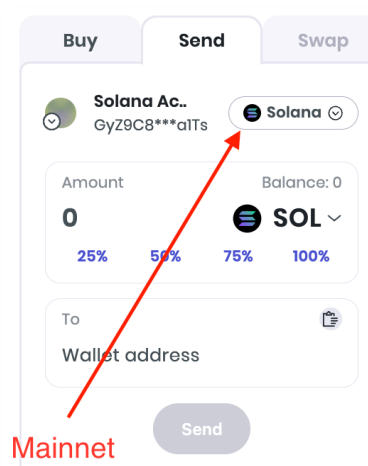 Buy Send Swap
Solana Ac..
GyZ9C8***a1Ts
Solana
Amount Balance: 0
0 SOL
25% 50% 75% 100%
To
Wallet address
Send
Mainnet